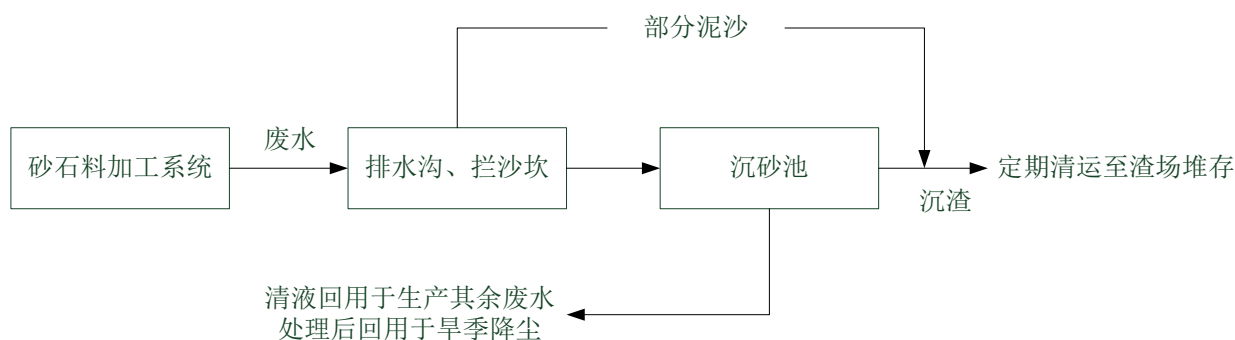 部分泥沙
废水
砂石料加工系统
排水沟、拦沙坎
沉砂池
定期清运至渣场堆存
沉渣
清液回用于生产其余废水
处理后回用于旱季降尘